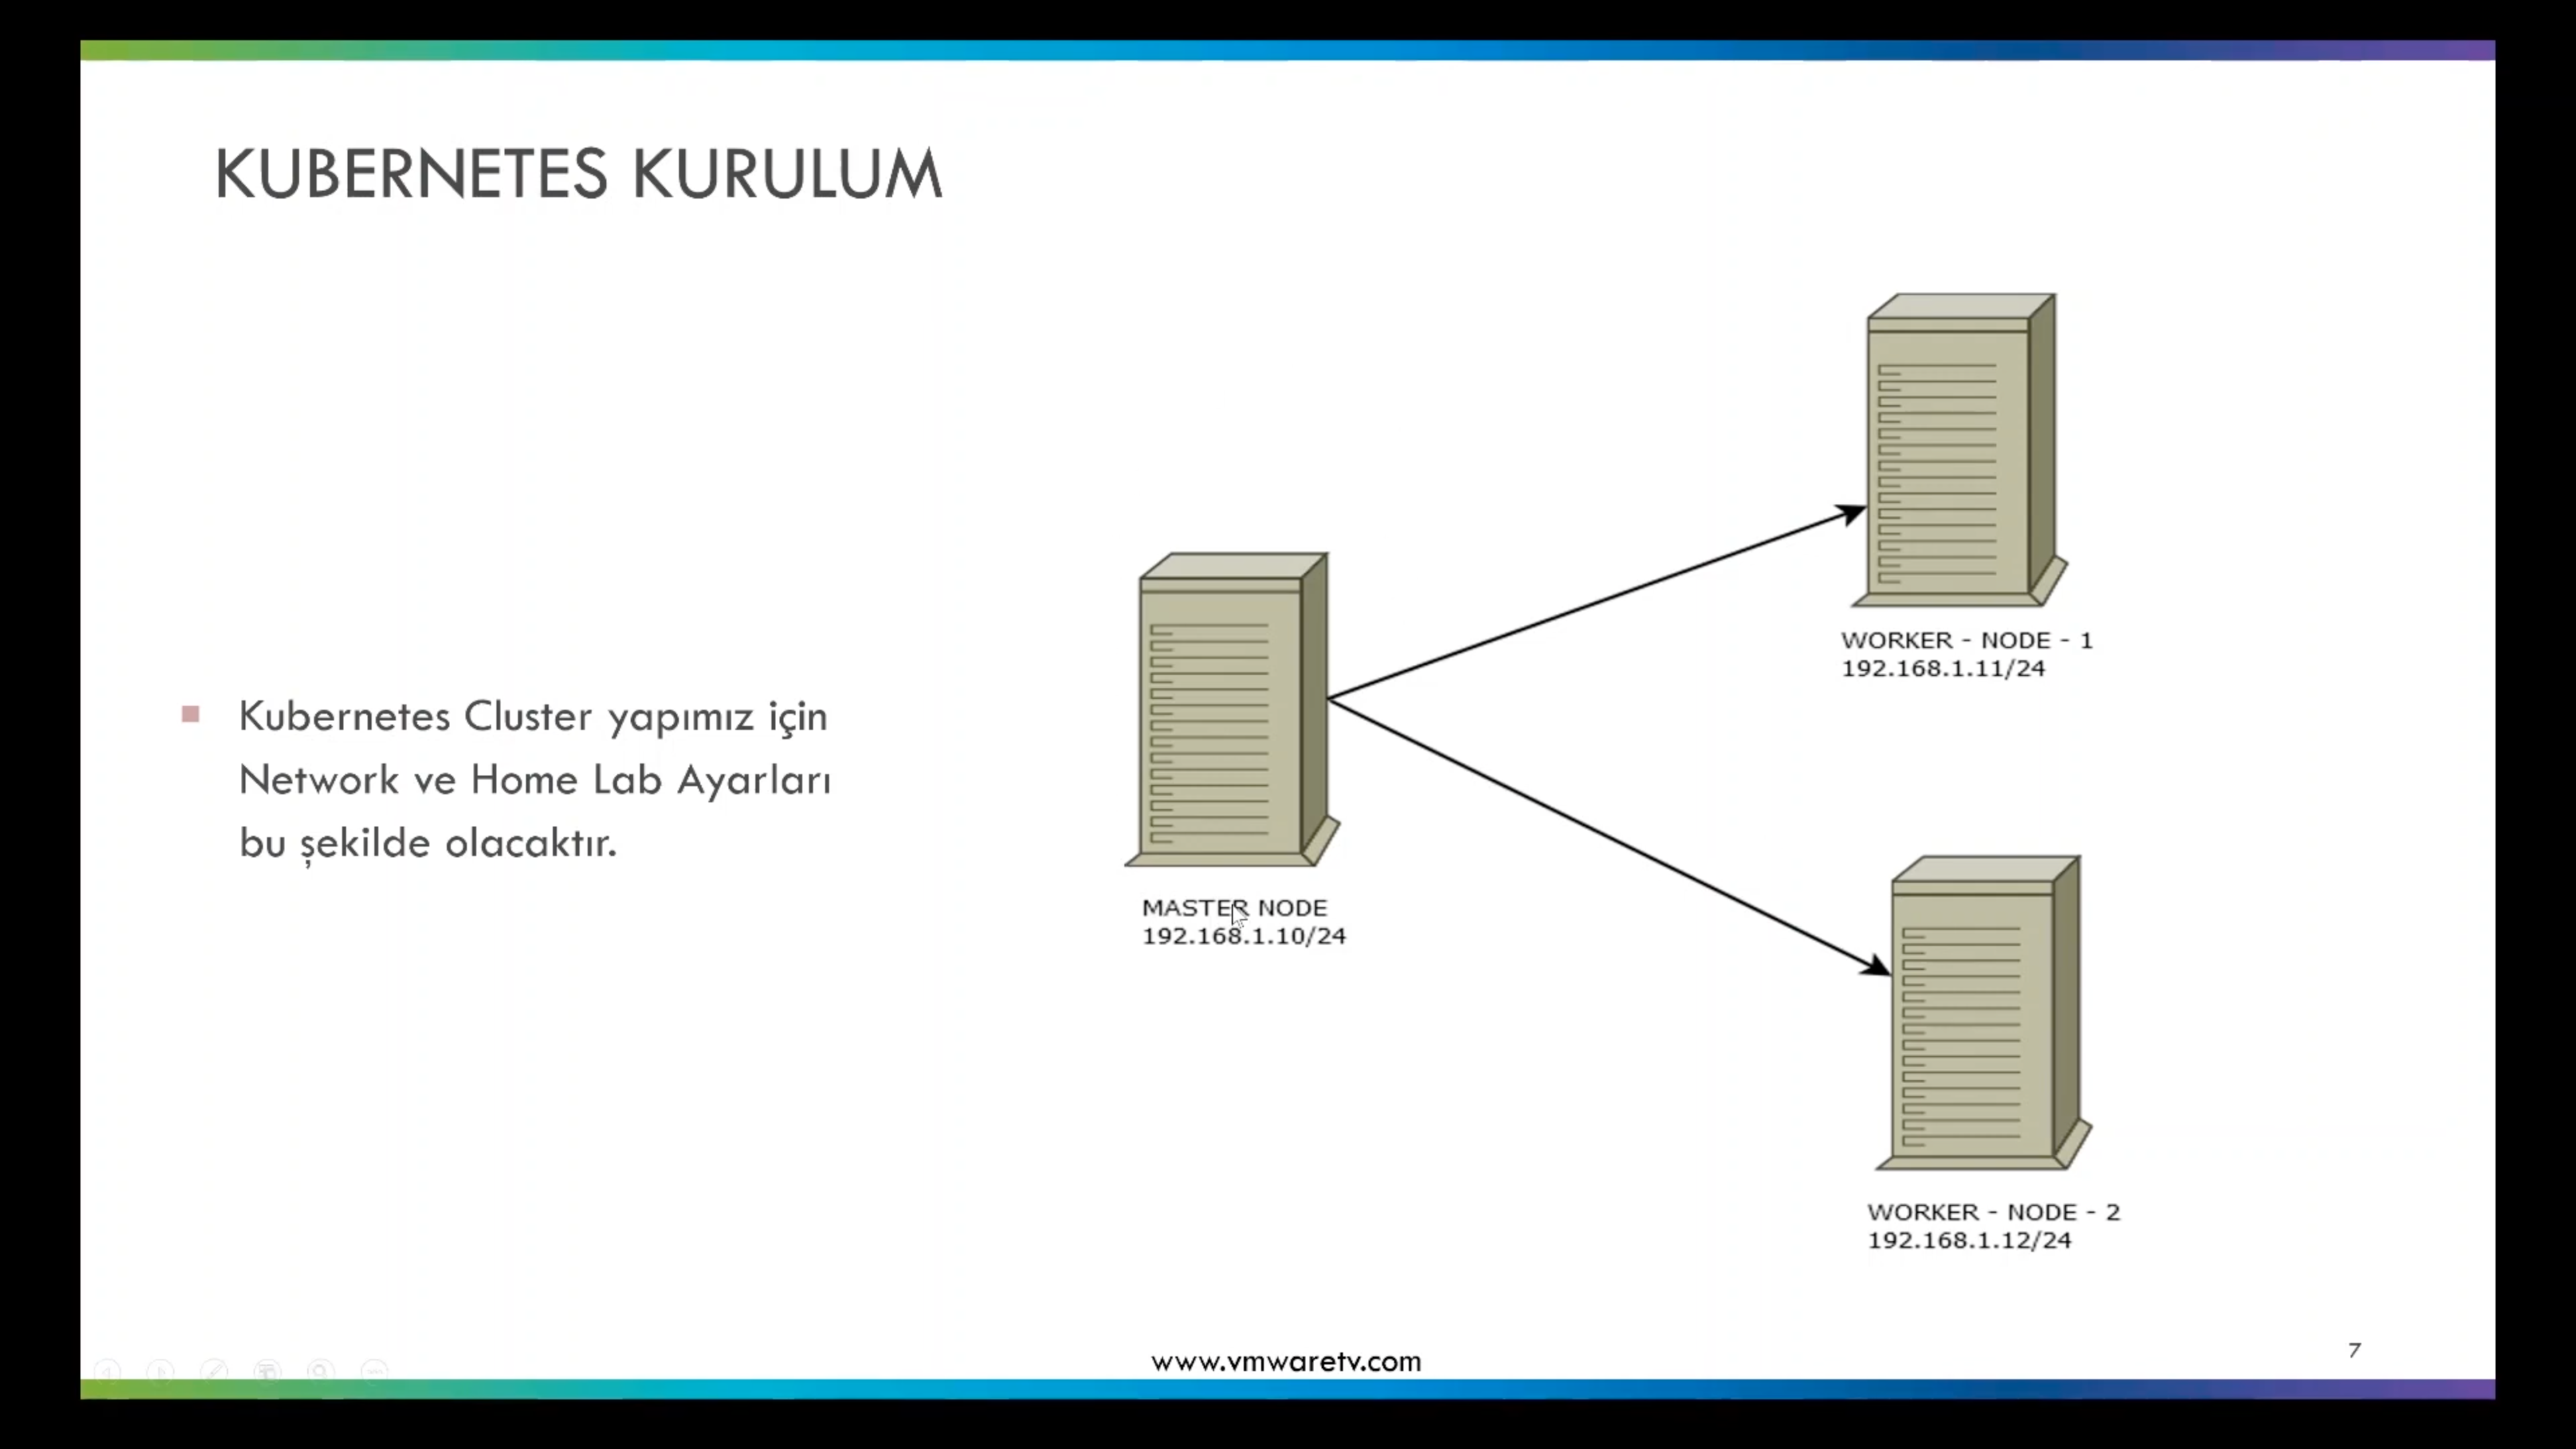 KUBERNETES KURULUM
Kubernetes Cluster yapımız için
Network ve Home Lab Ayarları
bu şekilde olacaktır.
WORKER - NODE - 1
192.168.1.11/24
MASTER NODE
192.168.1.10/24
WORKER - NODE - 2
192.168.1.12/24
www.vmwaretv.com
7